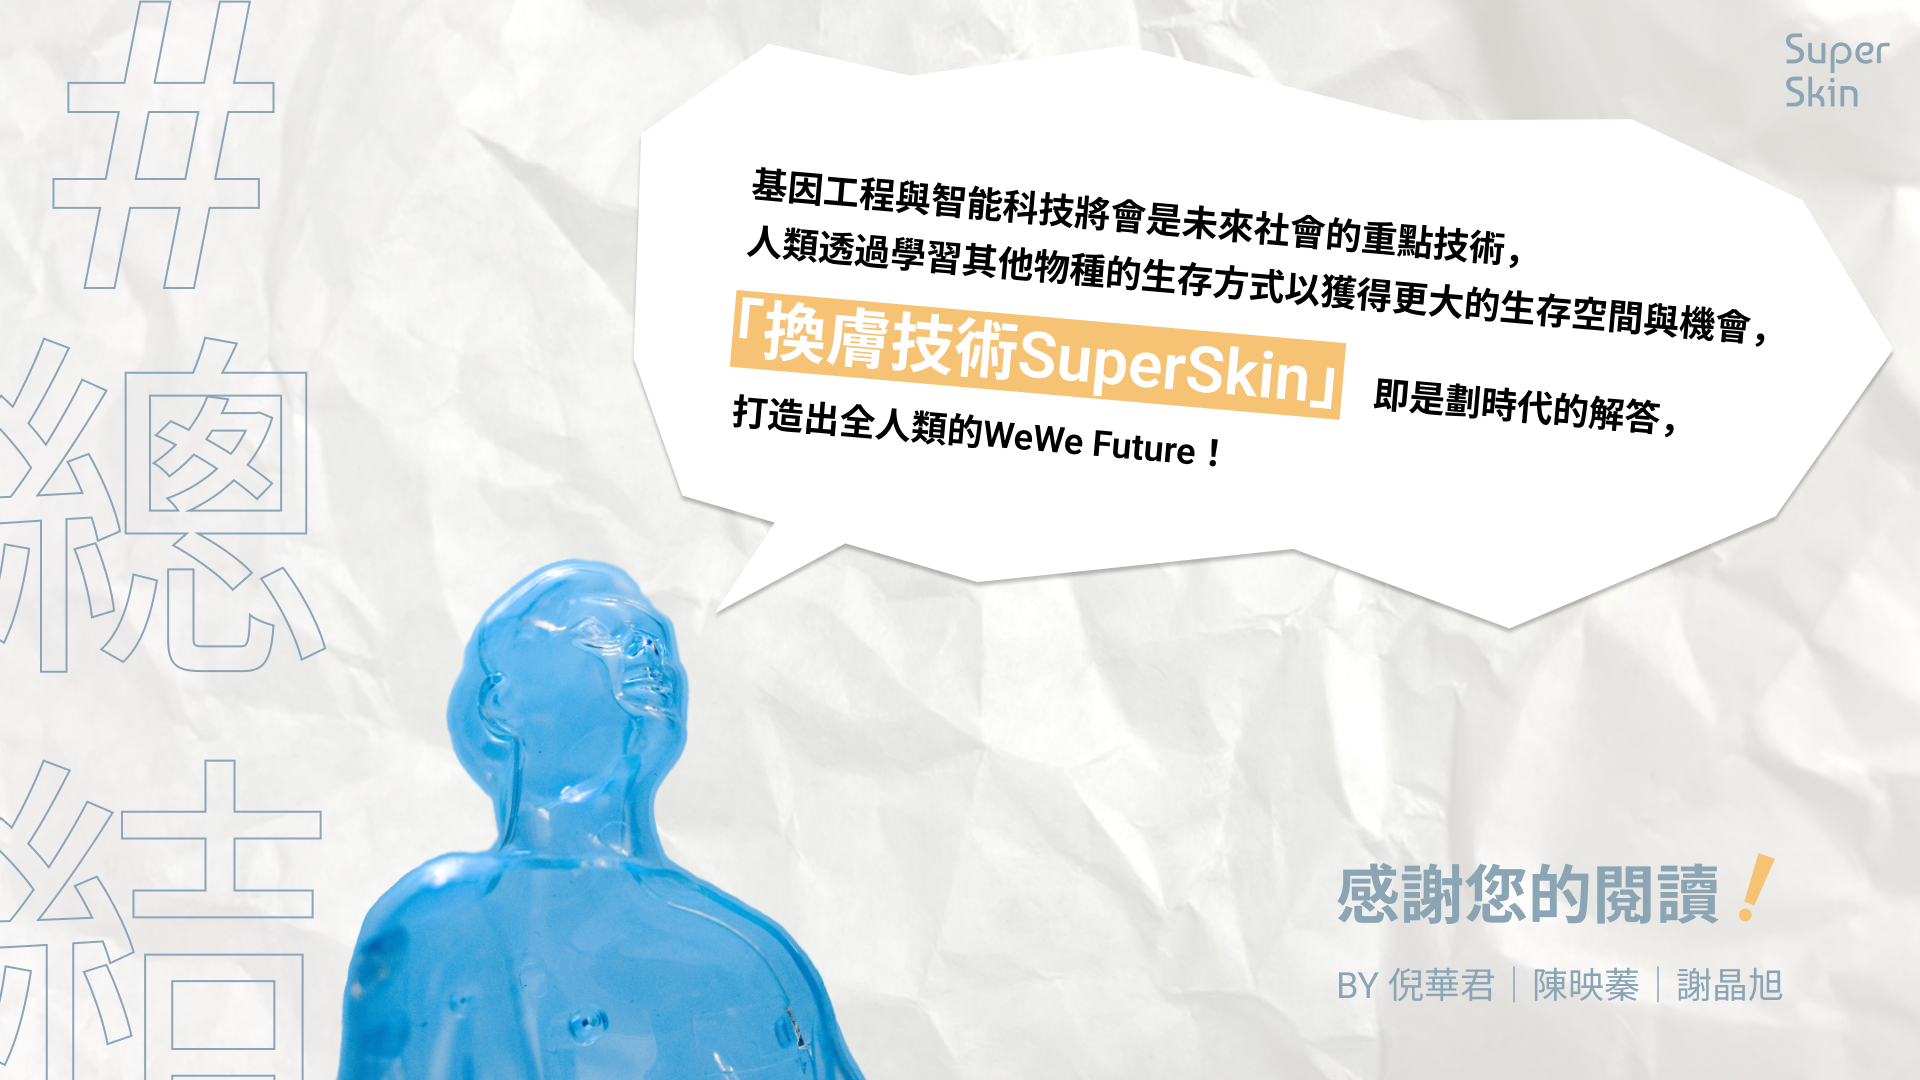 #總結
Super
Skin
基因工程與智能科技將會是未來社會的重點技術，
人類透過學習其他物種的生存方式以獲得更大的生存空間與機會，
「換膚技術SuperSkin」 即是劃時代的解答，
打造出全人類的WeWe Future！
感謝您的閱讀！
BY 倪華君｜陳映蓁｜謝晶旭